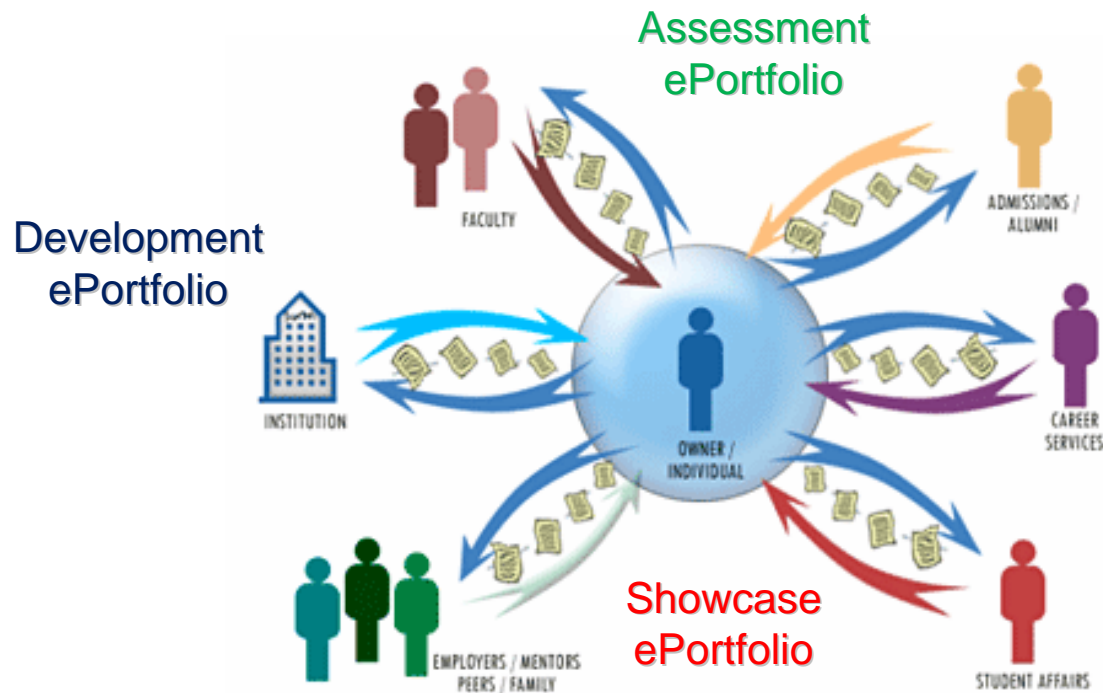 Assessment
ePortfolio
FACULTY
ADMISSIONS /
ALUMNI
Development
ePortfolio
INSTITUTION
OWNER /
INDIVIDUAL
CAREER
SERVICES
EMPLOYERS / MENTORS
PEERS / FAMILY
Showcase
ePortfolio
STUDENT AFFAIRS